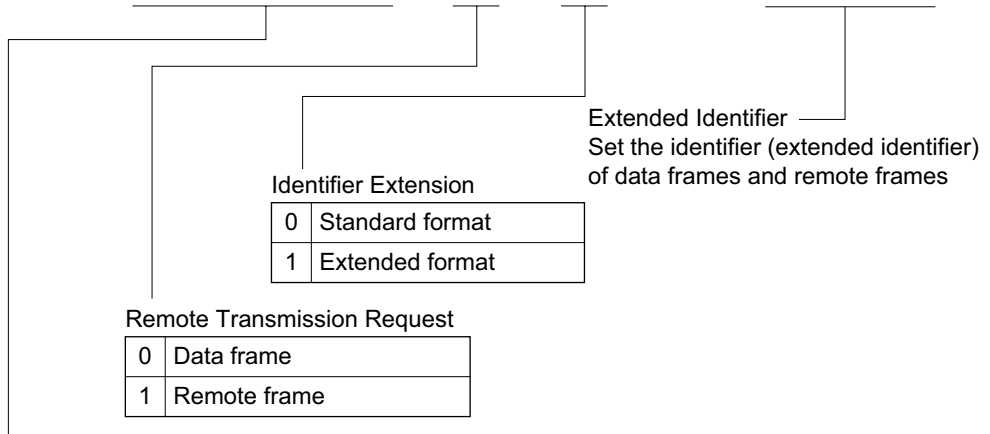 Extended Identifier
Set the identifier (extended identifier)
of data frames and remote frames
Identifier Extension
0 Standard format
1 Extended format
Remote Transmission Request
0 Data frame
1 Remote frame